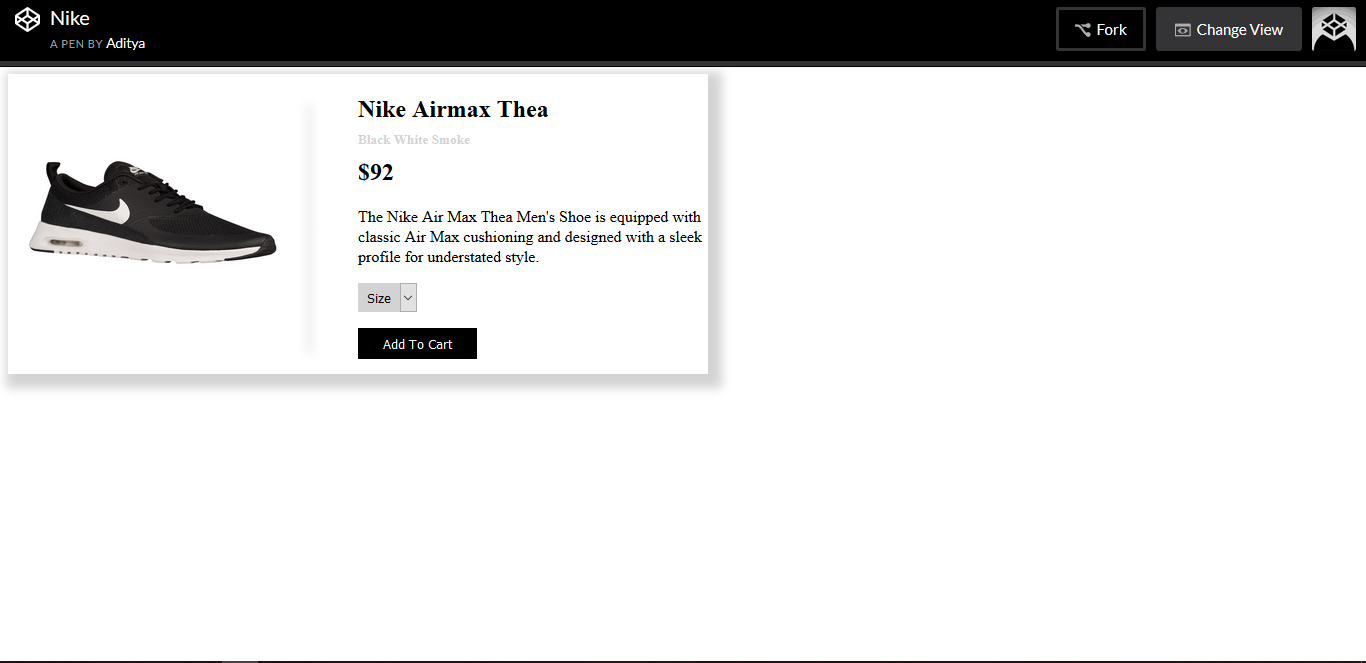 Nike
A PEN BY Aditya
Fork
Change View
Nike Airmax Thea
Black White Smoke
$92
The Nike Air Max Thea Men's Shoe is equipped with
classic Air Max cushioning and designed with a sleek
profile for understated style.
Size
Add To Cart